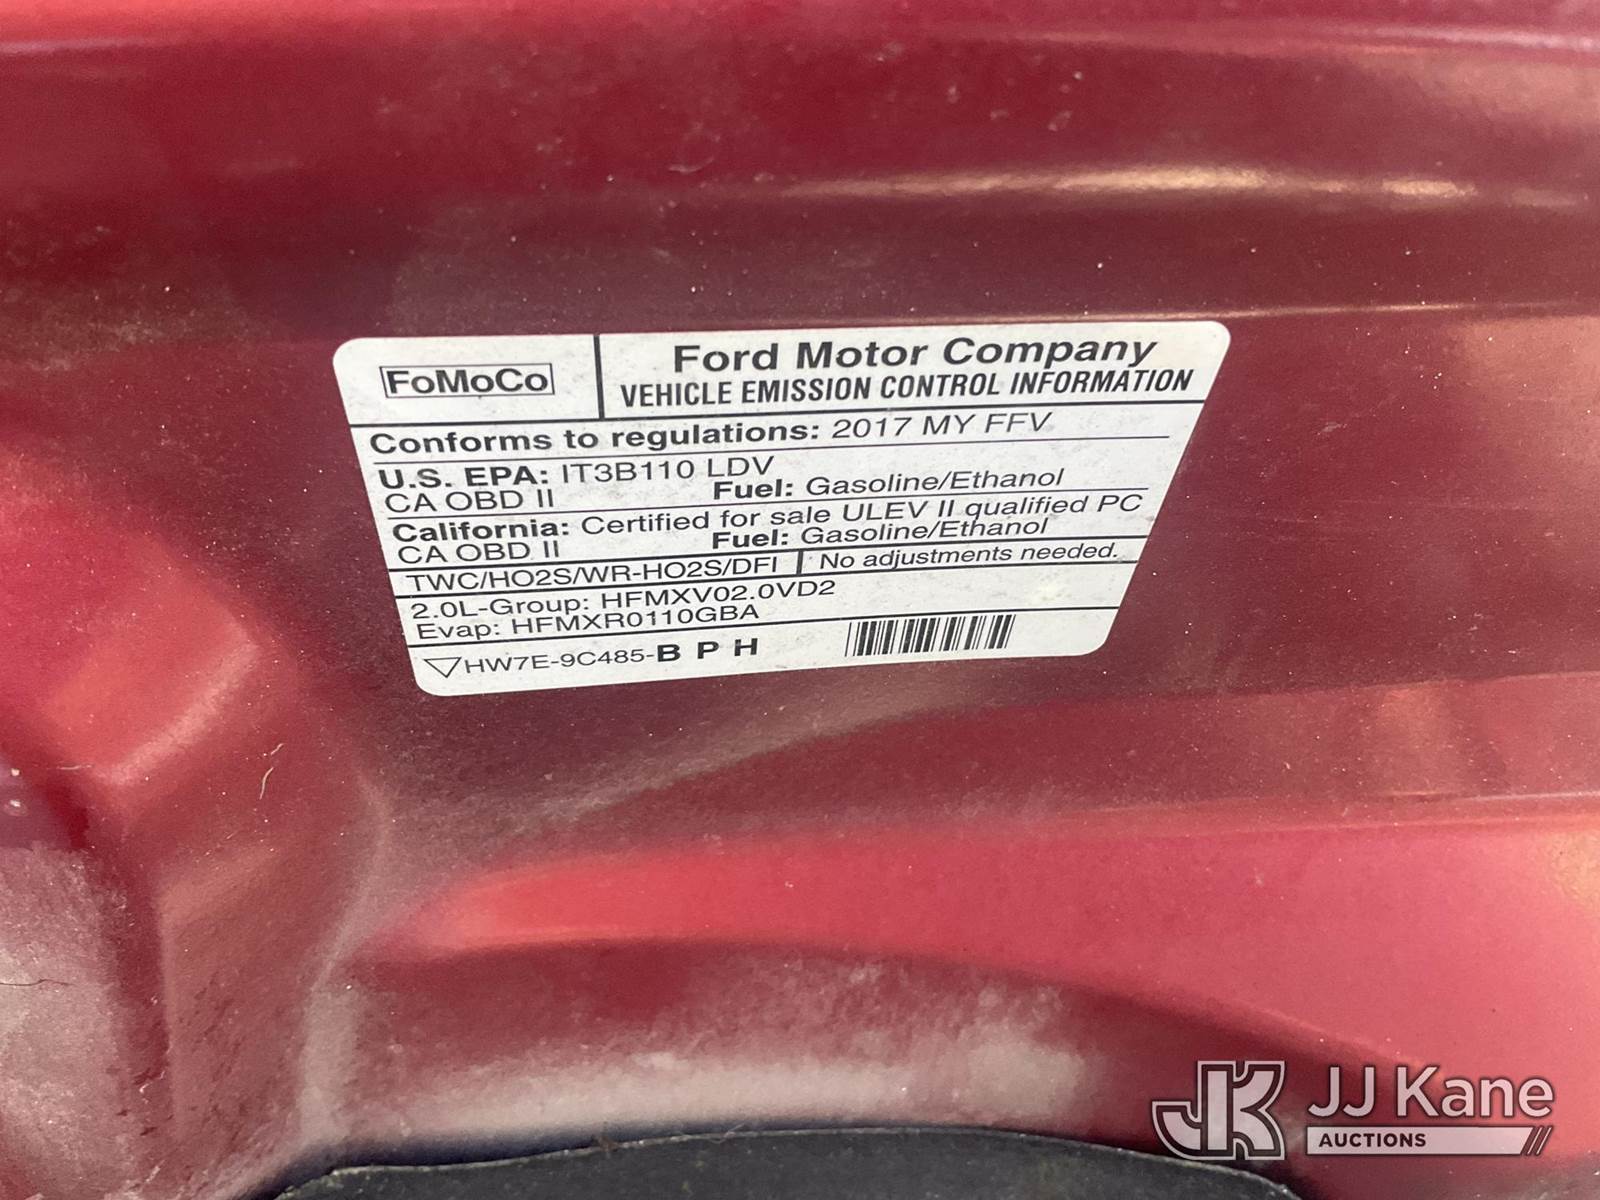 FoMoCo
Ford Motor Company
VEHICLE EMISSION CONTROL INFORMATION
Conforms to regulations: 2017 MY FFV
U.S. EPA: IT3B110 LDV
CA OBD II Fuel: Gasoline/Ethanol
California: Certified for sale ULEV II qualified PC
CA OBD II Fuel: Gasoline/Ethanol
TWC/HO2S/WR-HO2S/DFI No adjustments needed.
2.0L-Group: HFMXV02.0VD2
Evap: HFMXR0110GBA
HW7E-9C485-B P H
JK JJ Kane
AUCTIONS